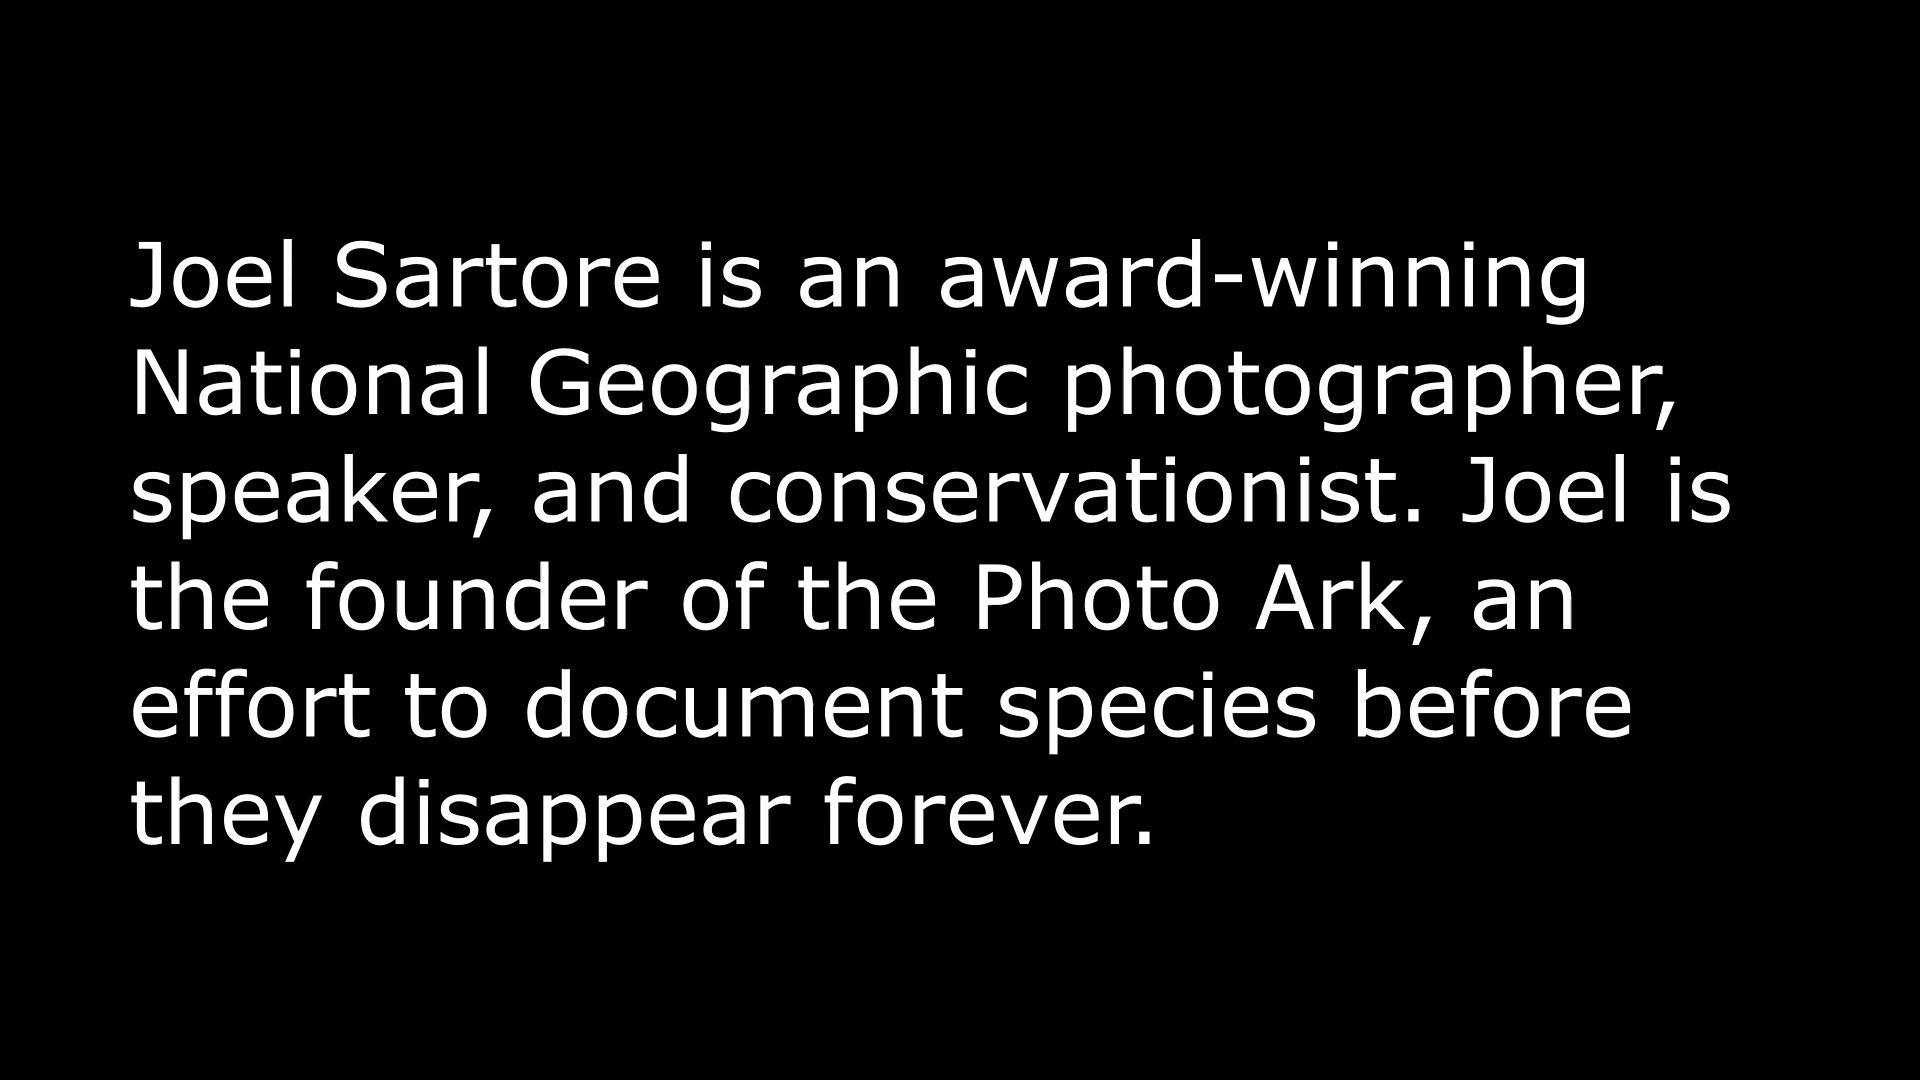 Joel Sartore is an award-winning
National Geographic photographer,
speaker, and conservationist. Joel is
the founder of the Photo Ark, an
effort to document species before
they disappear forever.